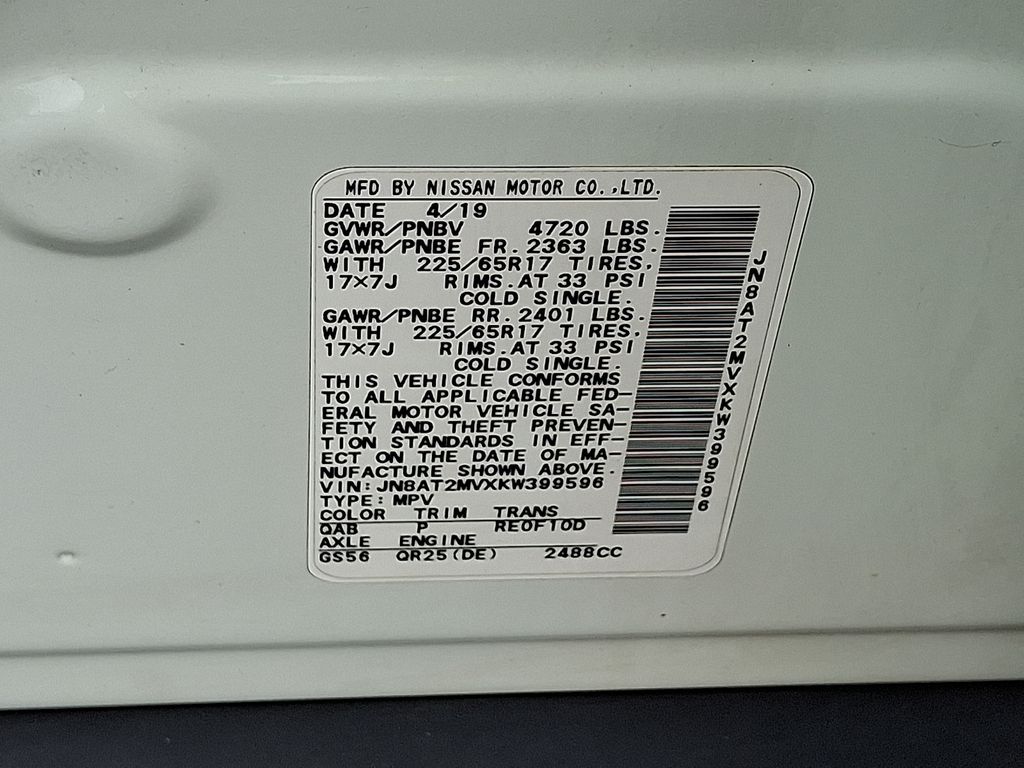 MFD BY NISSAN MOTOR CO.,LTD.
DATE 4/19
GVWR/PNBV 4720 LBS.
GAWR/PNBE FR. 2363 LBS.
WITH 225/65R17 TIRES,
17×7J RIMS.AT 33 PSI
COLD SINGLE.
GAWR/PNBE RR. 2401 LBS.
WITH 225/65R17 TIRES,
17×7J RIMS.AT 33 PSI
COLD SINGLE.
THIS VEHICLE CONFORMS
TO ALL APPLICABLE FED-
ERAL MOTOR VEHICLE SA-
FETY AND THEFT PREVEN-
TION STANDARDS IN EFF-
ECT ON THE DATE OF MA-
NUFACTURE SHOWN ABOVE.
VIN:JN8AT2MVXKW399596
TYPE:MPV
COLOR TRIM TRANS
QAB P RE0F10D
AXLE ENGINE
GS56 QR25(DE) 2488CC
JN8AT2MVXKW399596